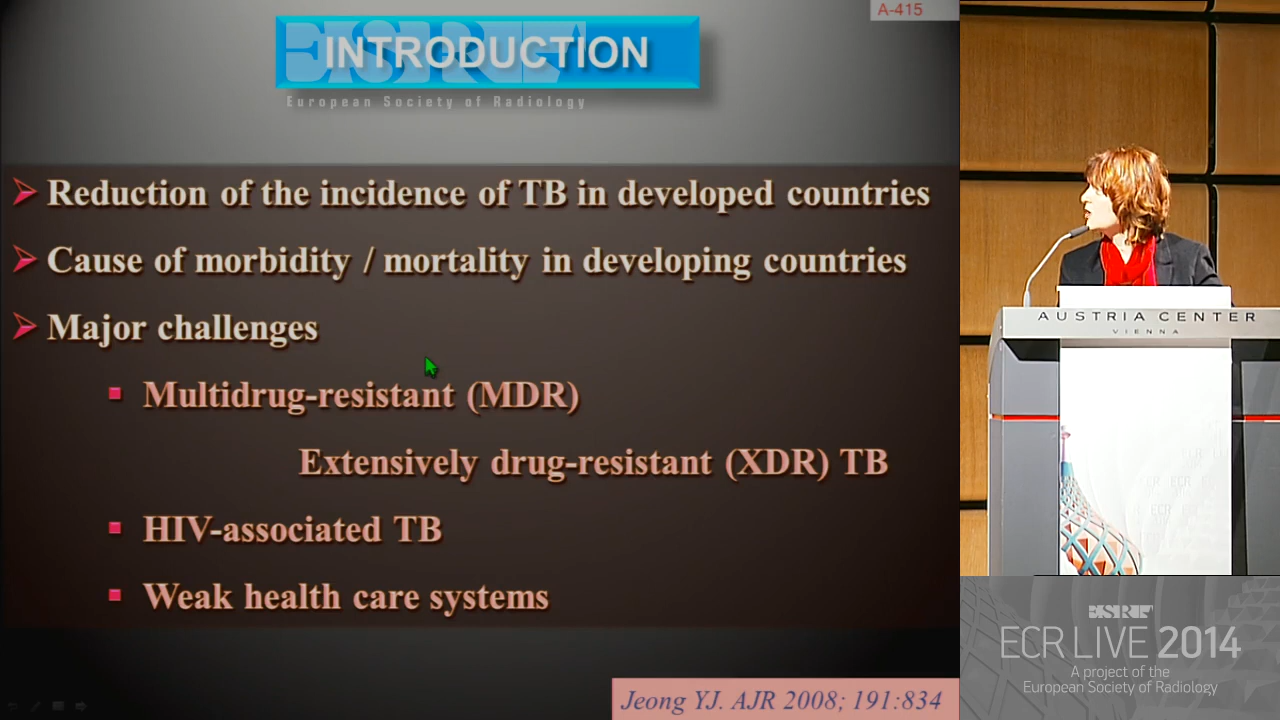 A-415
INTRODUCTION
European Society of Radiology
Reduction of the incidence of TB in developed countries
Cause of morbidity / mortality in developing countries
Major challenges
Multidrug-resistant (MDR)
Extensively drug-resistant (XDR) TB
HIV-associated TB
Weak health care systems
Jeong YJ. AJR 2008; 191:834
AUSTRIA CENTER
VIENNA
ESR
ECR LIVE 2014
A project of the
European Society of Radiology